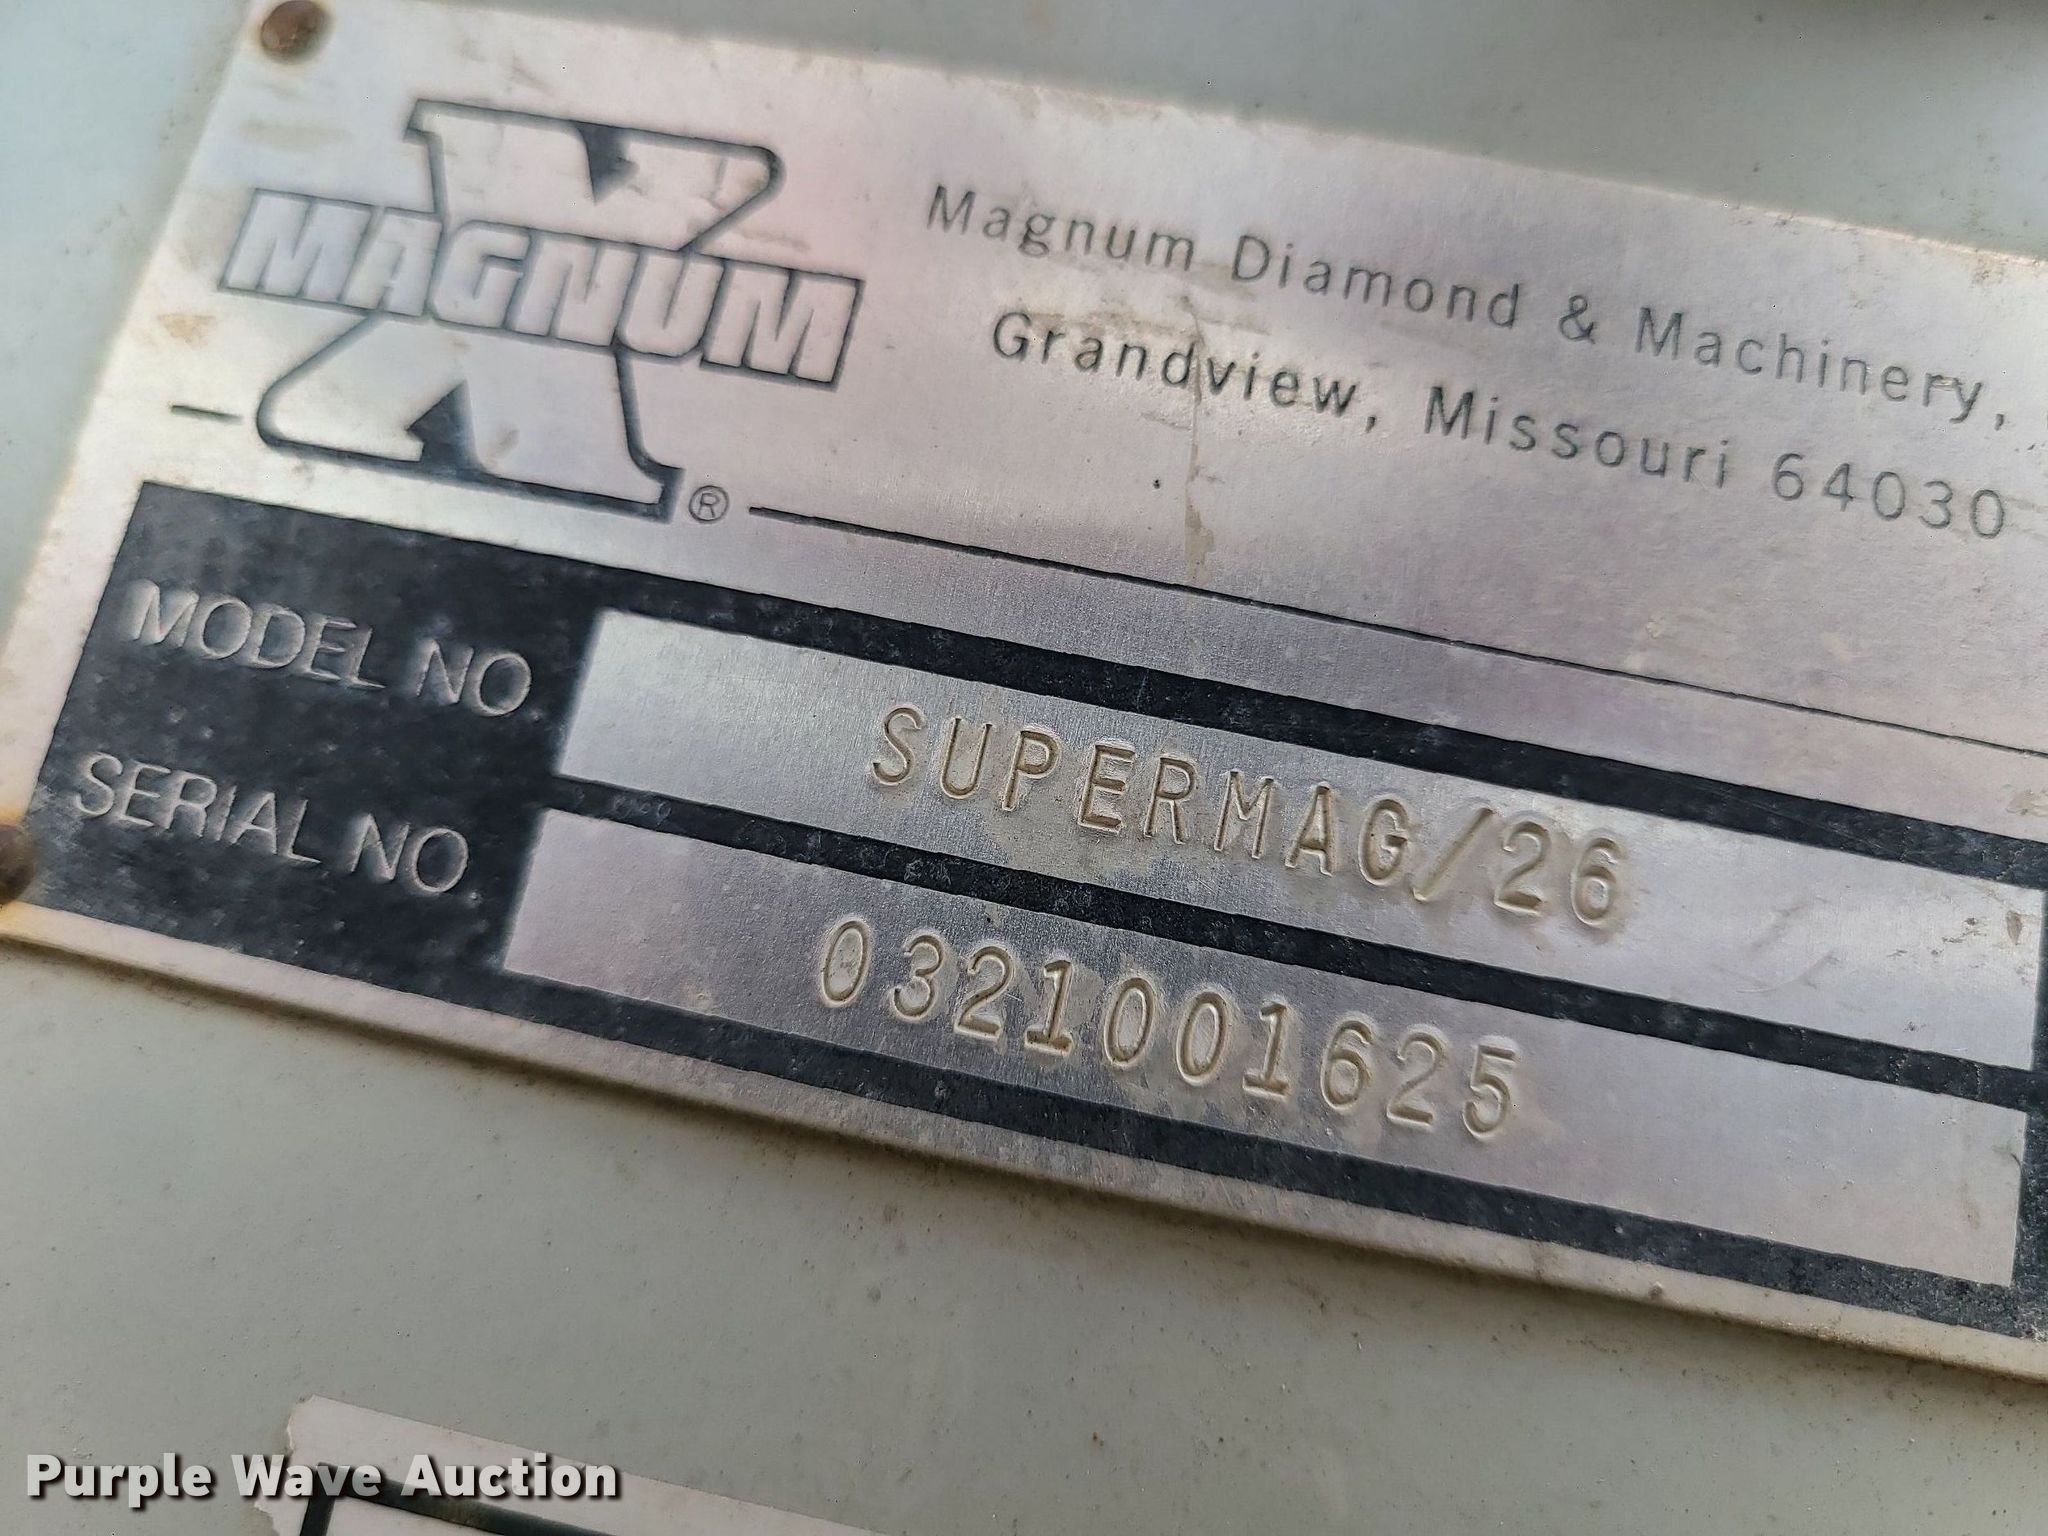 MAGNUM
®
Magnum Diamond & Machinery,
Grandview, Missouri 64030
MODEL NO. SUPERMAG/26
SERIAL NO. 0321001625
Purple Wave Auction